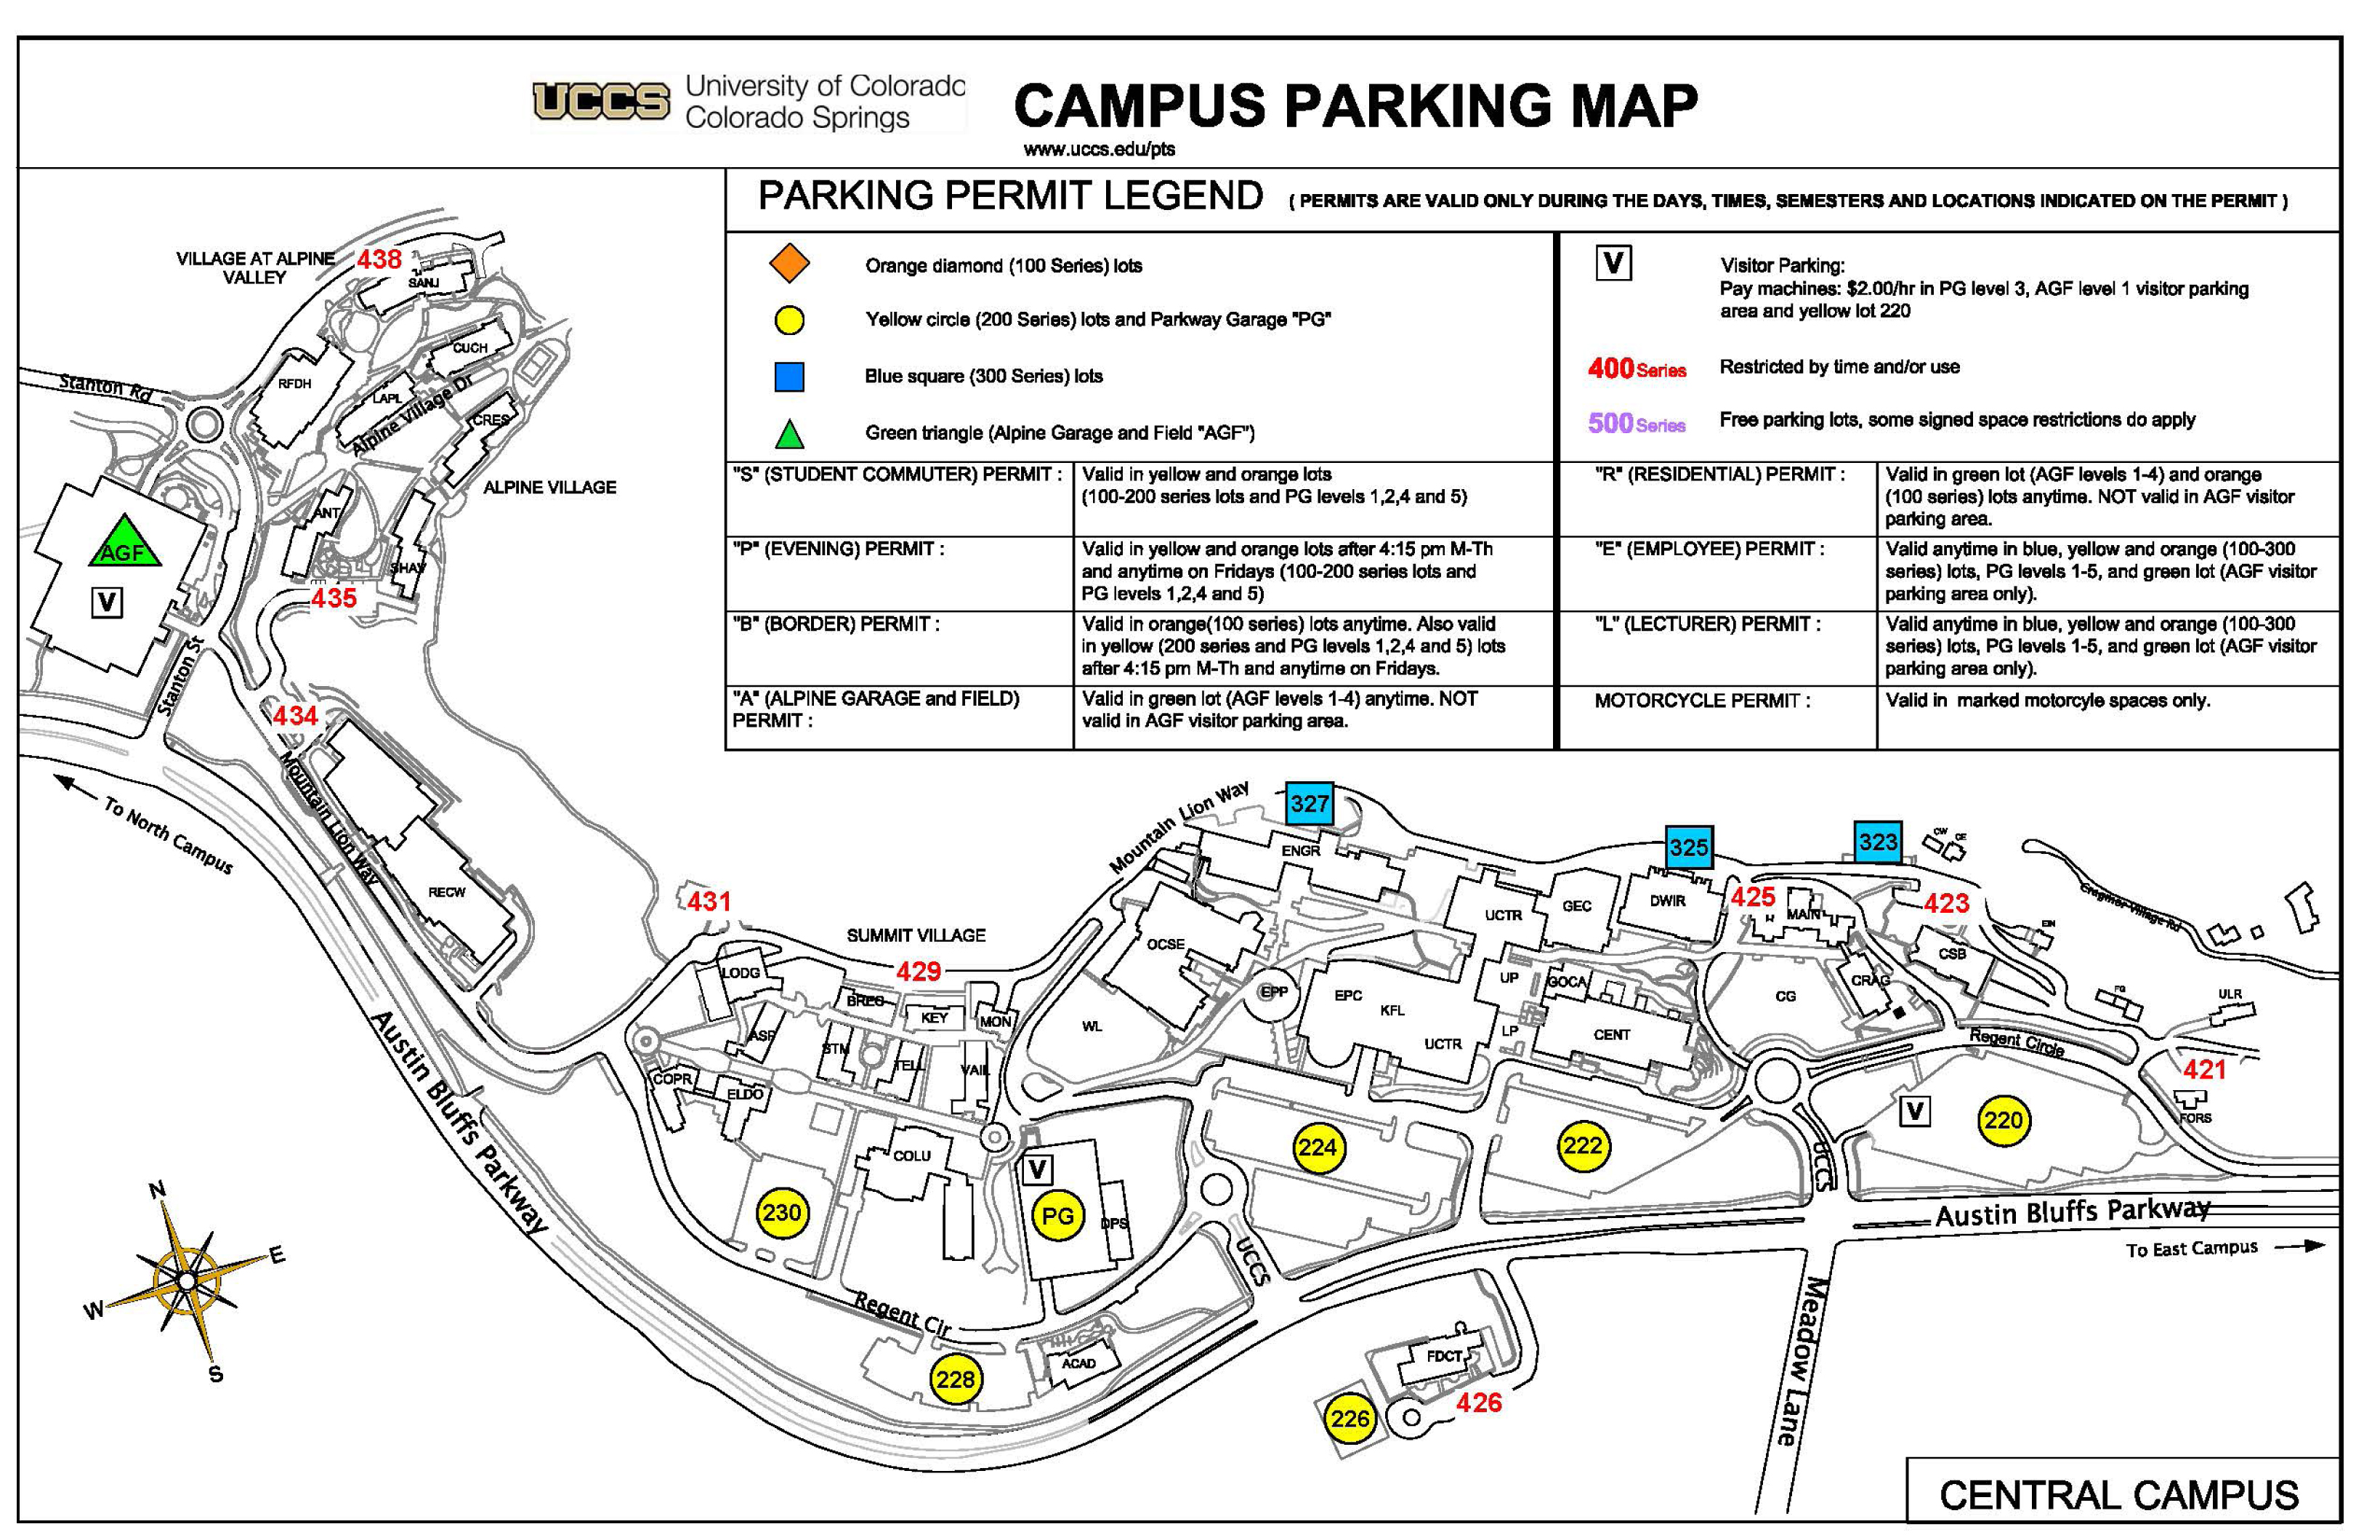 UCCS
University of Colorado
Colorado Springs
CAMPUS PARKING MAP
www.uccs.edu/pts
PARKING PERMIT LEGEND ( PERMITS ARE VALID ONLY DURING THE DAYS, TIMES, SEMESTERS AND LOCATIONS INDICATED ON THE PERMIT )
Orange diamond (100 Series) lots
Yellow circle (200 Series) lots and Parkway Garage "PG"
Blue square (300 Series) lots
Green triangle (Alpine Garage and Field "AGF")
V
Visitor Parking:
Pay machines: $2.00/hr in PG level 3, AGF level 1 visitor parking
area and yellow lot 220
400 Series Restricted by time and/or use
500 Series Free parking lots, some signed space restrictions do apply
"S" (STUDENT COMMUTER) PERMIT :
Valid in yellow and orange lots
(100-200 series lots and PG levels 1,2,4 and 5)
"P" (EVENING) PERMIT :
Valid in yellow and orange lots after 4:15 pm M-Th
and anytime on Fridays (100-200 series lots and
PG levels 1,2,4 and 5)
"B" (BORDER) PERMIT :
Valid in orange(100 series) lots anytime. Also valid
in yellow (200 series and PG levels 1,2,4 and 5) lots
after 4:15 pm M-Th and anytime on Fridays.
"A" (ALPINE GARAGE and FIELD)
PERMIT :
Valid in green lot (AGF levels 1-4) anytime. NOT
valid in AGF visitor parking area.
"R" (RESIDENTIAL) PERMIT :
Valid in green lot (AGF levels 1-4) and orange
(100 series) lots anytime. NOT valid in AGF visitor
parking area.
"E" (EMPLOYEE) PERMIT :
Valid anytime in blue, yellow and orange (100-300
series) lots, PG levels 1-5, and green lot (AGF visitor
parking area only).
"L" (LECTURER) PERMIT :
Valid anytime in blue, yellow and orange (100-300
series) lots, PG levels 1-5, and green lot (AGF visitor
parking area only).
MOTORCYCLE PERMIT :
Valid in marked motorcyle spaces only.
VILLAGE AT ALPINE
VALLEY
438
SANJ
CUCH
RFDH
LAPL
Alpine Village Dr
CRES
Stanton Rd
ALPINE VILLAGE
ANT
SHAV
AGF
V
435
Stanton St
434
Mountain Lion Way
To North Campus
RECW
431
SUMMIT VILLAGE
429
LODG
BREC
KEY
MON
ASP
STM
TELL
VAIL
COPR
ELDO
COLU
230
V
PG
DPS
Austin Bluffs Parkway
Regent Cir
228
ACAD
N
E
W
S
Mountain Lion Way
327
ENGR
OCSE
WL
EPP
EPC
KFL
UCTR
UCTR
GEC
DWIR
325
425
MAIN
323
CW
CE
423
Cragmor Village Rd
EIN
CSB
CRAG
CG
UP
GOCA
LP
CENT
ULR
Regent Circle
421
FORS
V
220
222
224
UCCS
UCCS
Austin Bluffs Parkway
To East Campus
Meadow Lane
FDCT
426
226
CENTRAL CAMPUS